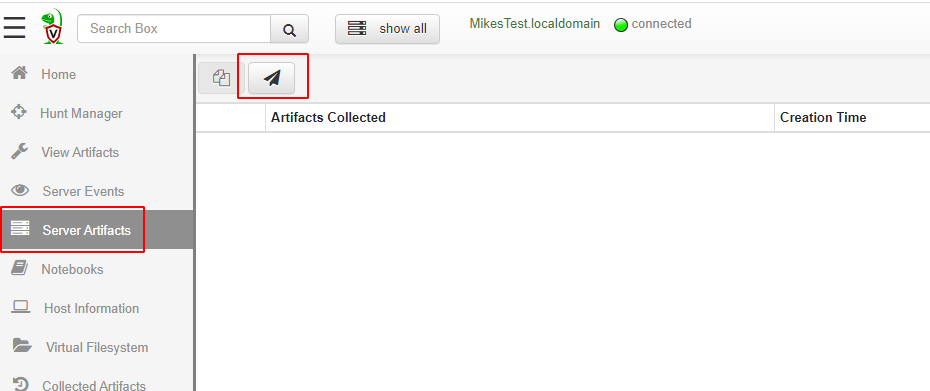 V
Search Box
show all
MikesTest.localdomain
connected
Home
Hunt Manager
View Artifacts
Server Events
Server Artifacts
Notebooks
Host Information
Virtual Filesystem
Collected Artifacts
Artifacts Collected
Creation Time